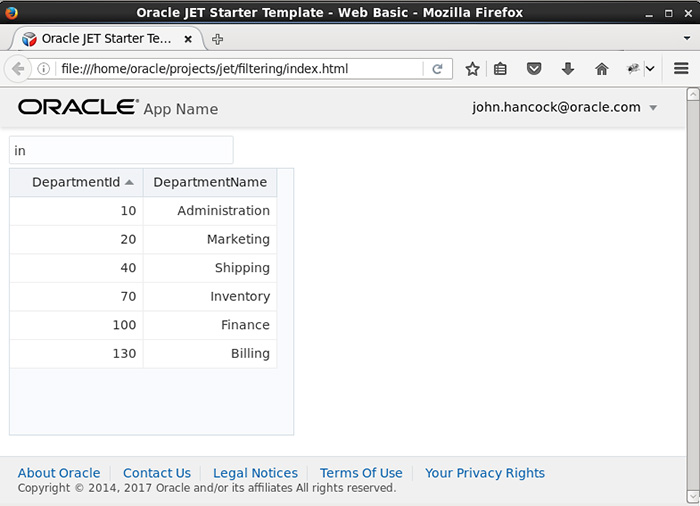 Oracle JET Starter Template - Web Basic - Mozilla Firefox
Oracle JET Starter Te...
file:///home/oracle/projects/jet/filtering/index.html
ORACLE® App Name john.hancock@oracle.com
in
DepartmentId DepartmentName
10 Administration
20 Marketing
40 Shipping
70 Inventory
100 Finance
130 Billing
About Oracle Contact Us Legal Notices Terms Of Use Your Privacy Rights
Copyright © 2014, 2017 Oracle and/or its affiliates All rights reserved.